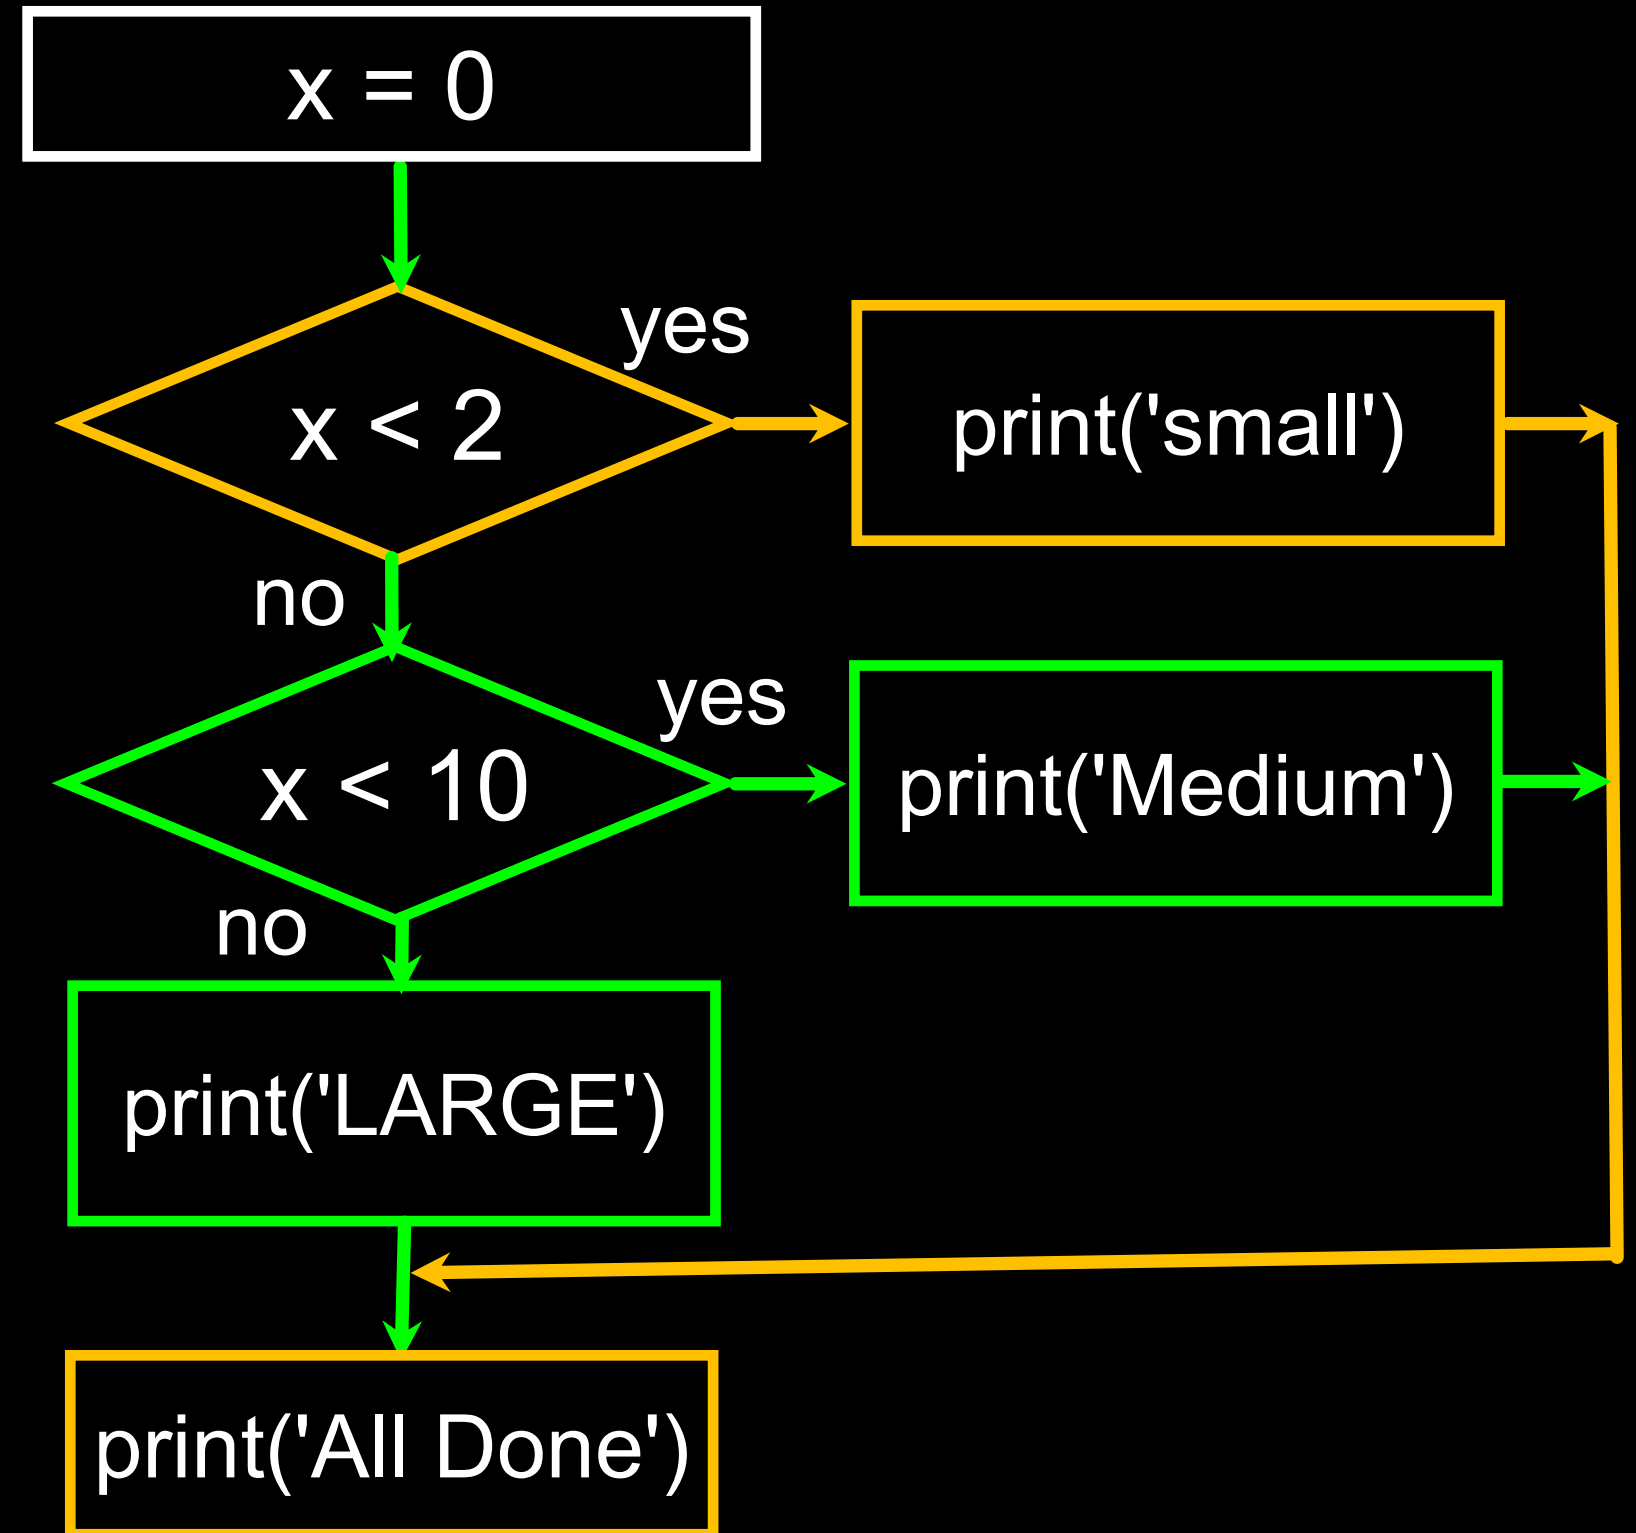 x = 0
yes
x < 2
print('small')
no
yes
x < 10
print('Medium')
no
print('LARGE')
print('All Done')